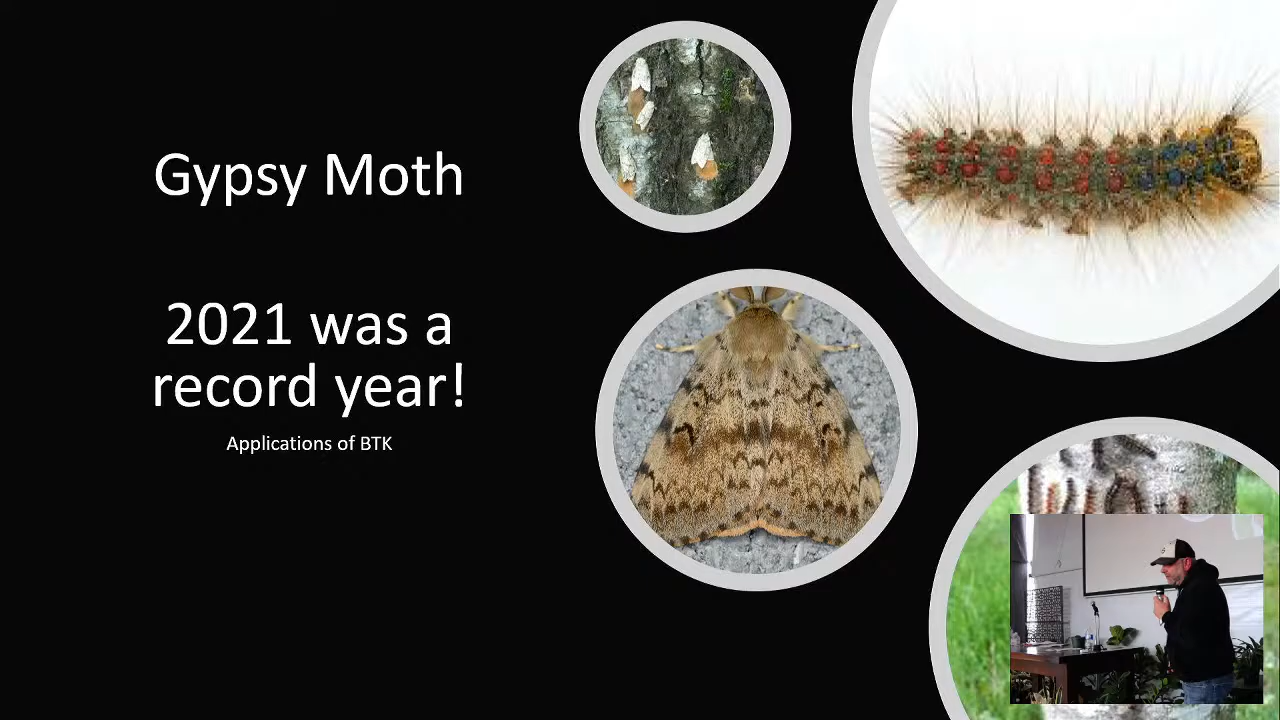 Gypsy Moth
2021 was a
record year!
Applications of BTK